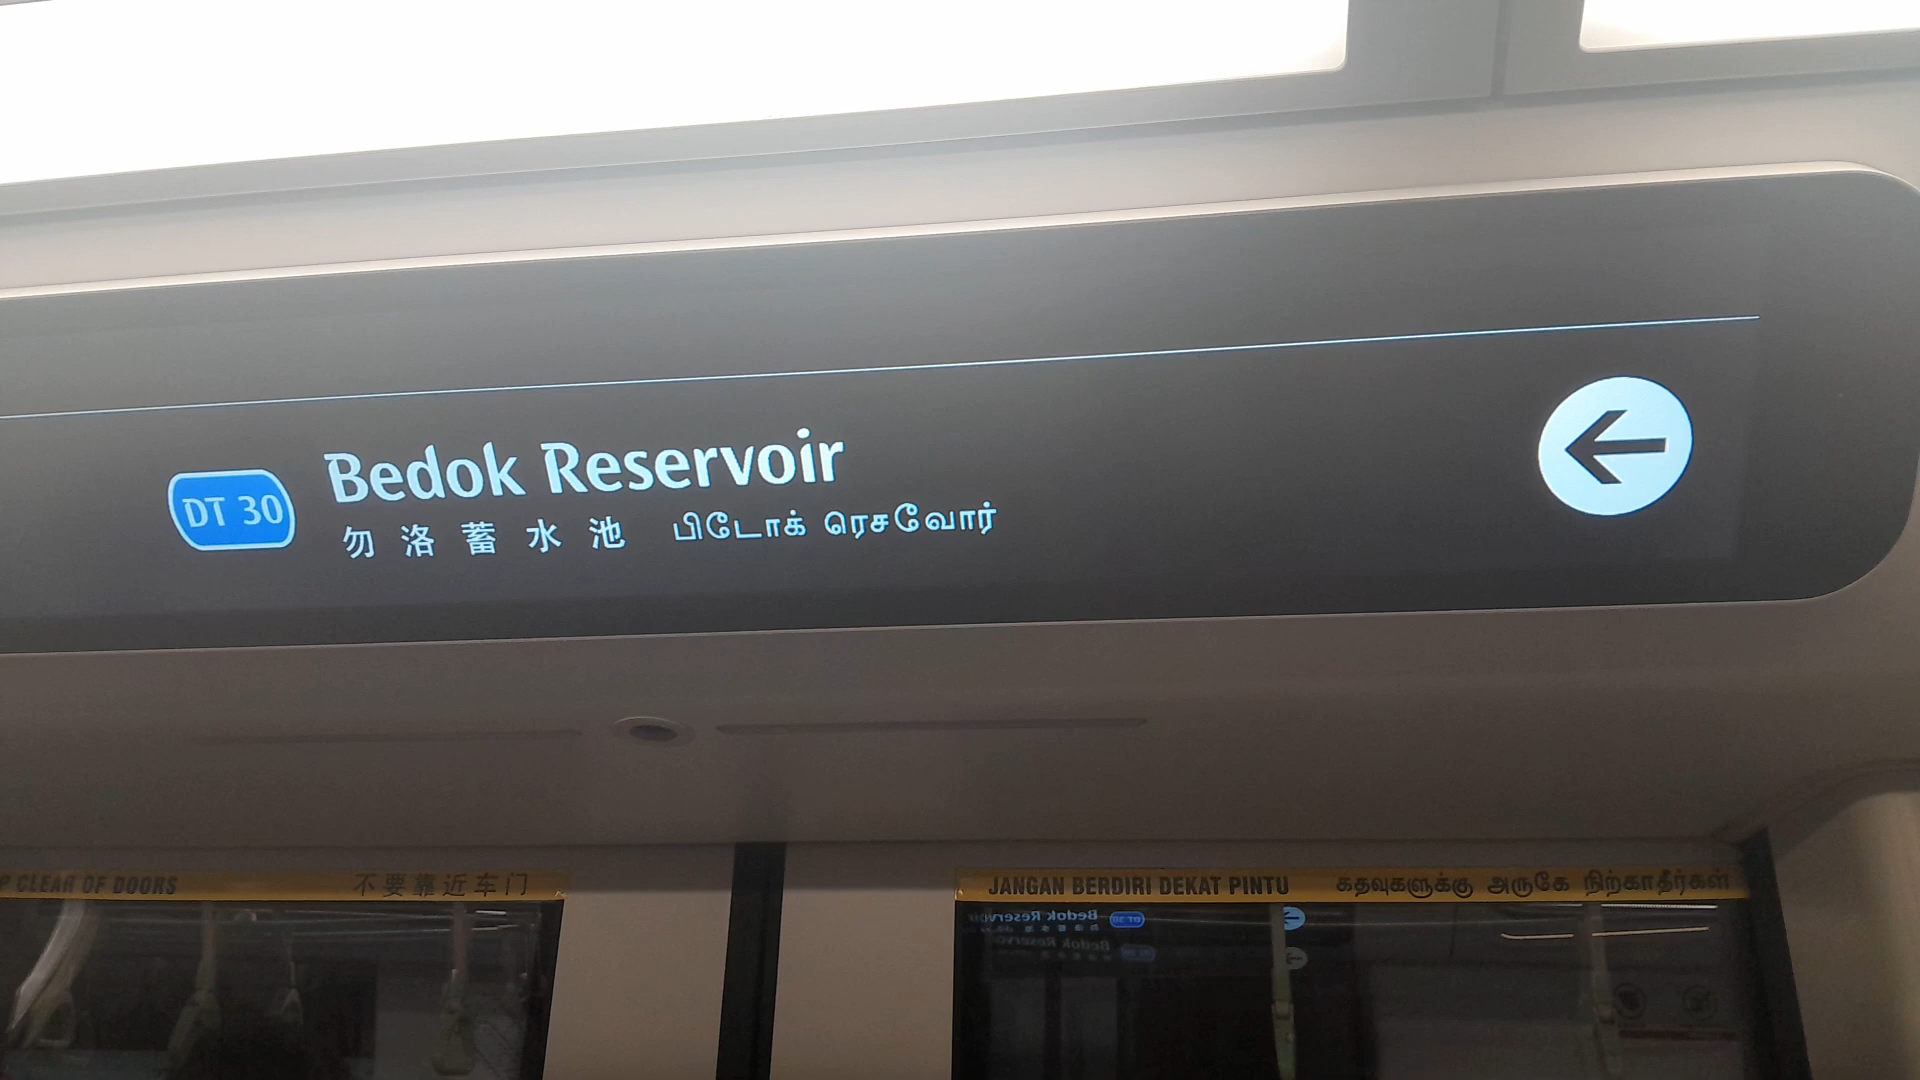 DT 30
Bedok Reservoir
勿洛蓄水池 பிடோக் ரெசவோர்
CLEAR OF DOORS 不要靠近车门
JANGAN BERDIRI DEKAT PINTU கதவுகளுக்கு அருகே நிற்காதீர்கள்